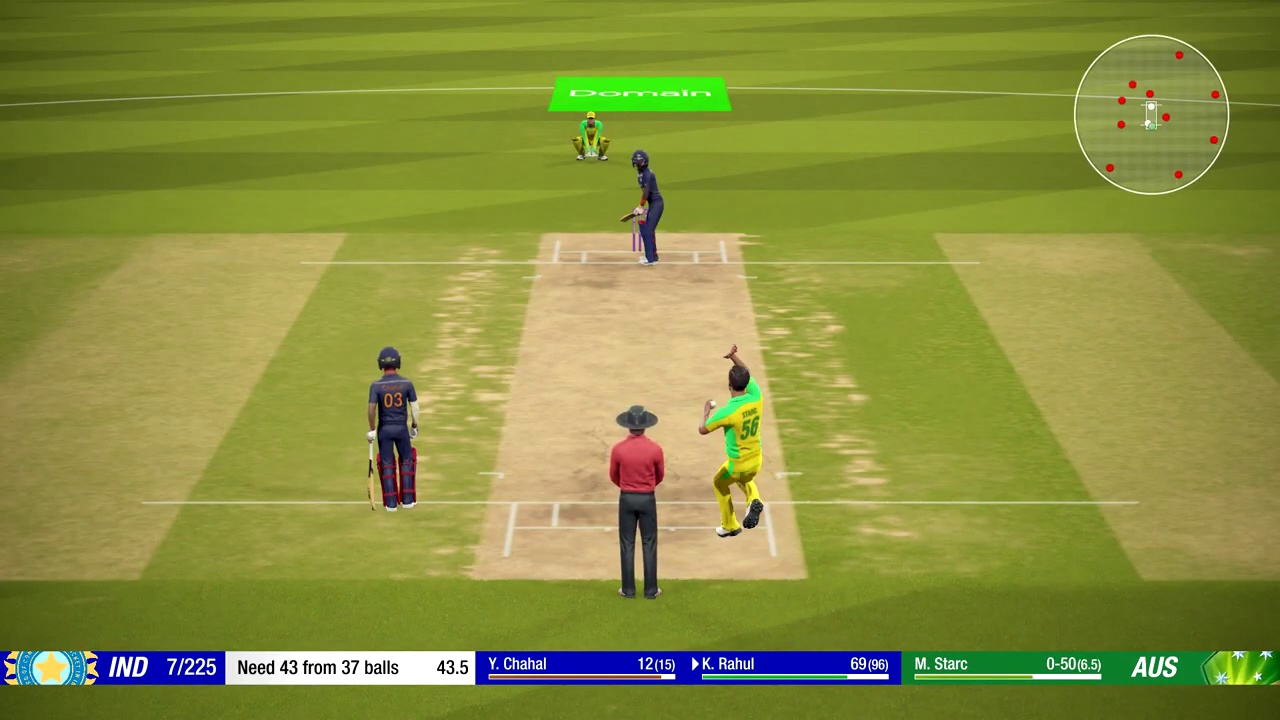 Domain
03
STARC
56
IND 7/225 Need 43 from 37 balls 43.5 Y. Chahal 12(15) K. Rahul 69(96) M. Starc 0-50(6.5) AUS